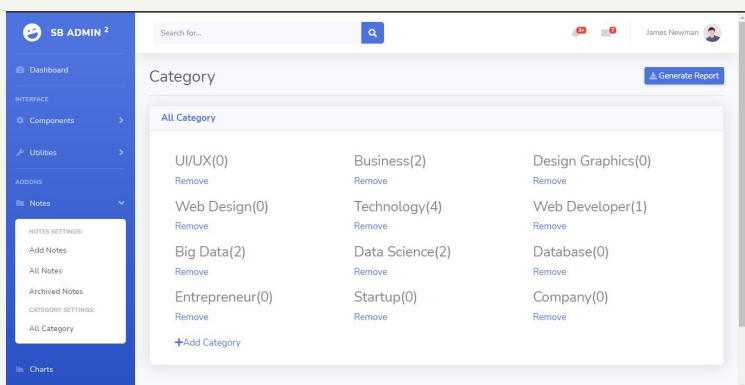 SB ADMIN 2
Search for...
3+
7
James Newman
Dashboard
INTERFACE
Components
Utilities
ADDONS
Notes
NOTES SETTINGS:
Add Notes
All Notes
Archived Notes
CATEGORY SETTINGS:
All Category
Charts
Category
Generate Report
All Category
UI/UX(0) Business(2) Design Graphics(0)
Remove Remove Remove
Web Design(0) Technology(4) Web Developer(1)
Remove Remove Remove
Big Data(2) Data Science(2) Database(0)
Remove Remove Remove
Entrepreneur(0) Startup(0) Company(0)
Remove Remove Remove
+Add Category